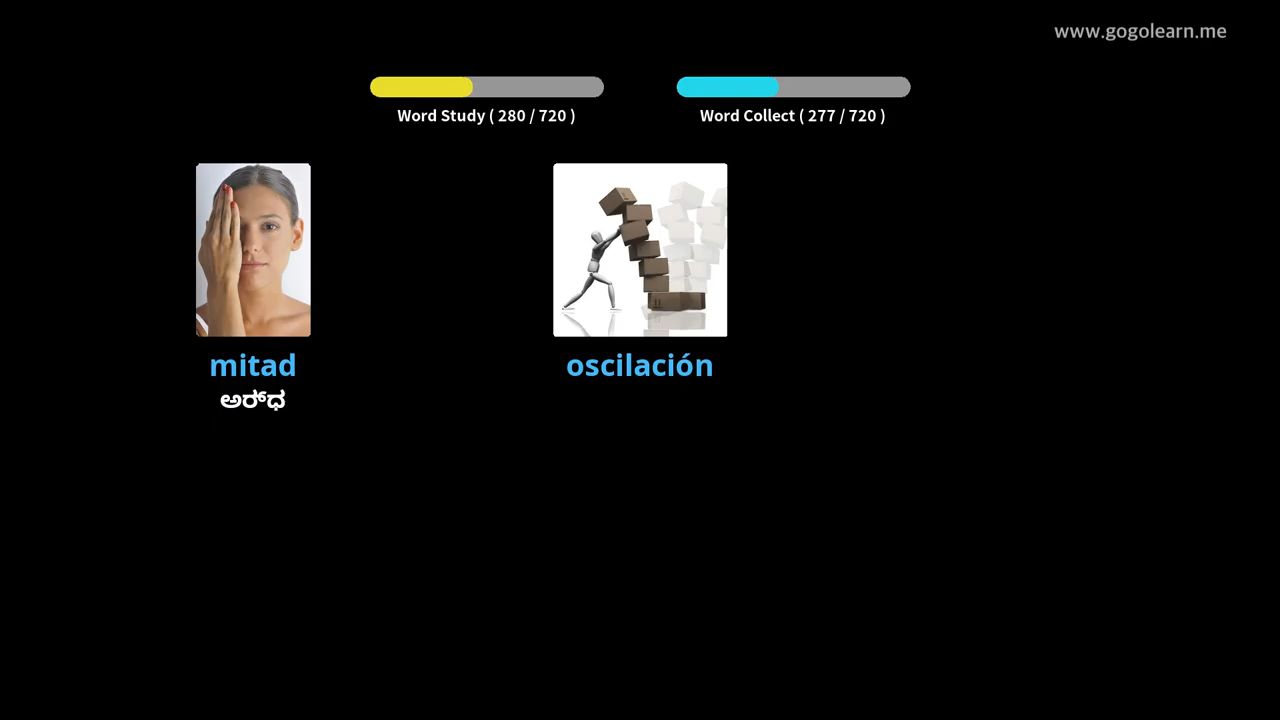 www.gogolearn.me
Word Study ( 280 / 720 )
Word Collect ( 277 / 720 )
mitad
ಅರ್ಧ
oscilación